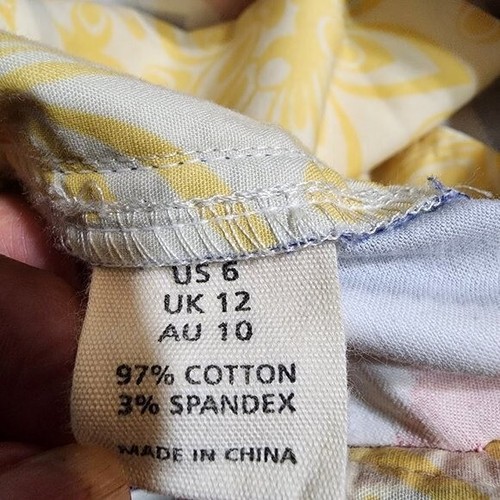 US 6
UK 12
AU 10
97% COTTON
3% SPANDEX
MADE IN CHINA